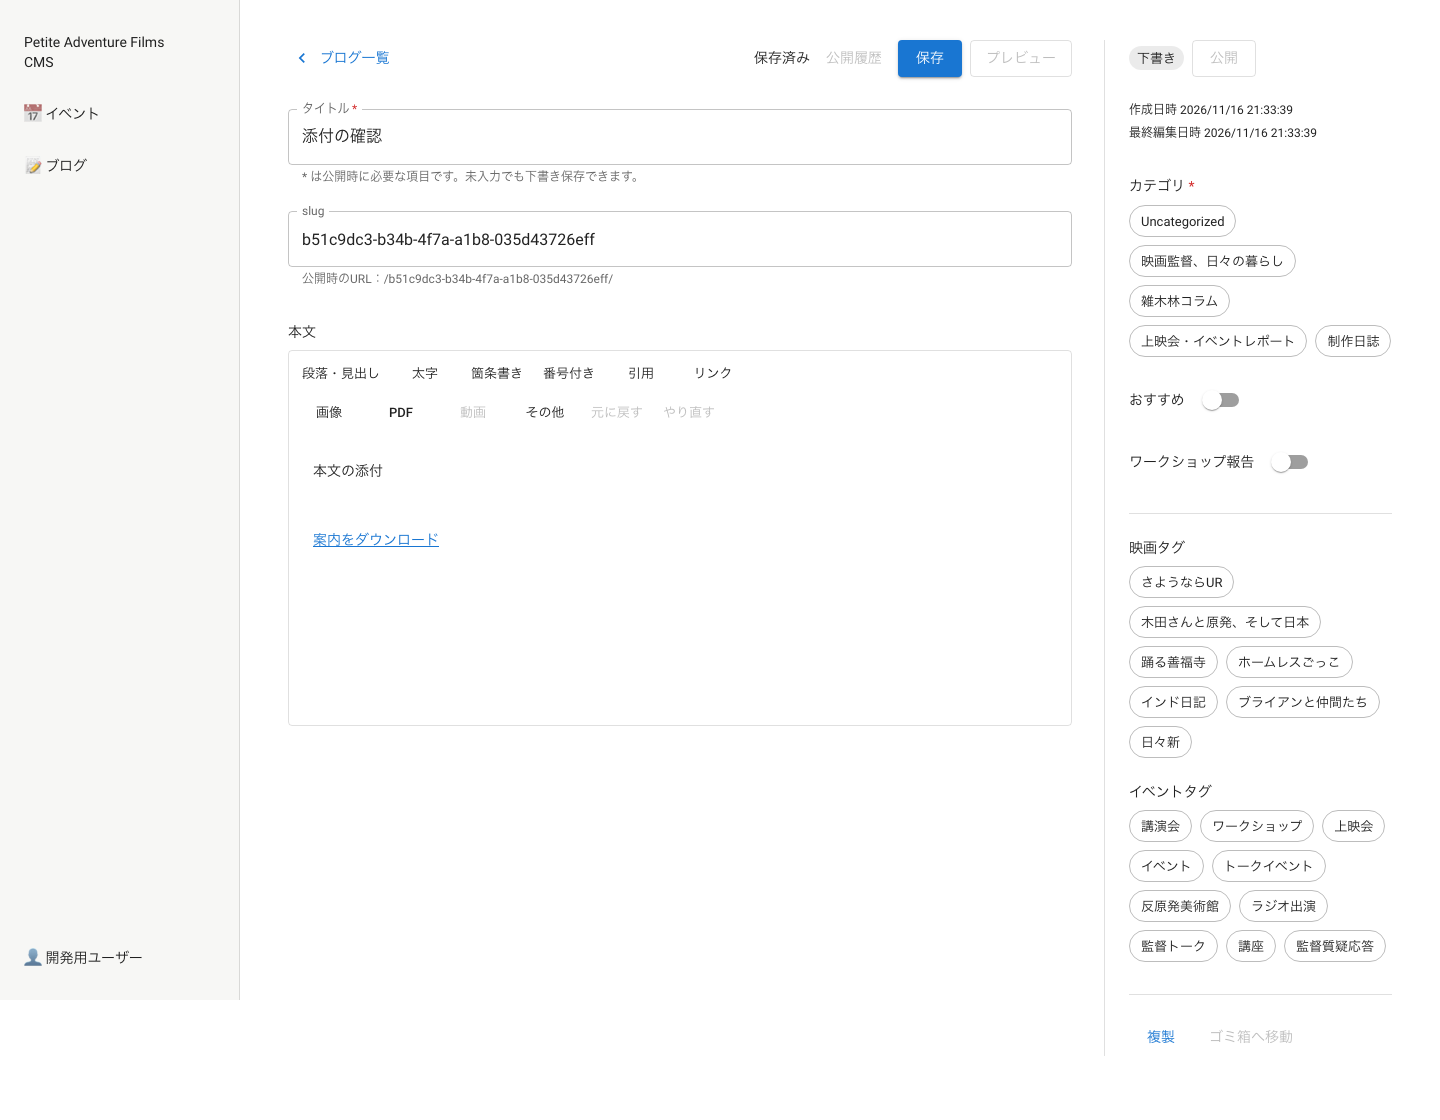 Petite Adventure Films
CMS
イベント
ブログ
開発用ユーザー
ブログ一覧
保存済み 公開履歴 保存 プレビュー
タイトル *
添付の確認
* は公開時に必要な項目です。未入力でも下書き保存できます。
slug
b51c9dc3-b34b-4f7a-a1b8-035d43726eff
公開時のURL：/b51c9dc3-b34b-4f7a-a1b8-035d43726eff/
本文
段落・見出し 太字 箇条書き 番号付き 引用 リンク
画像 PDF 動画 その他 元に戻す やり直す
本文の添付
案内をダウンロード
下書き 公開
作成日時 2026/11/16 21:33:39
最終編集日時 2026/11/16 21:33:39
カテゴリ *
Uncategorized
映画監督、日々の暮らし
雑木林コラム
上映会・イベントレポート 制作日誌
おすすめ
ワークショップ報告
映画タグ
さようならUR
木田さんと原発、そして日本
踊る善福寺 ホームレスごっこ
インド日記 ブライアンと仲間たち
日々新
イベントタグ
講演会 ワークショップ 上映会
イベント トークイベント
反原発美術館 ラジオ出演
監督トーク 講座 監督質疑応答
複製 ゴミ箱へ移動